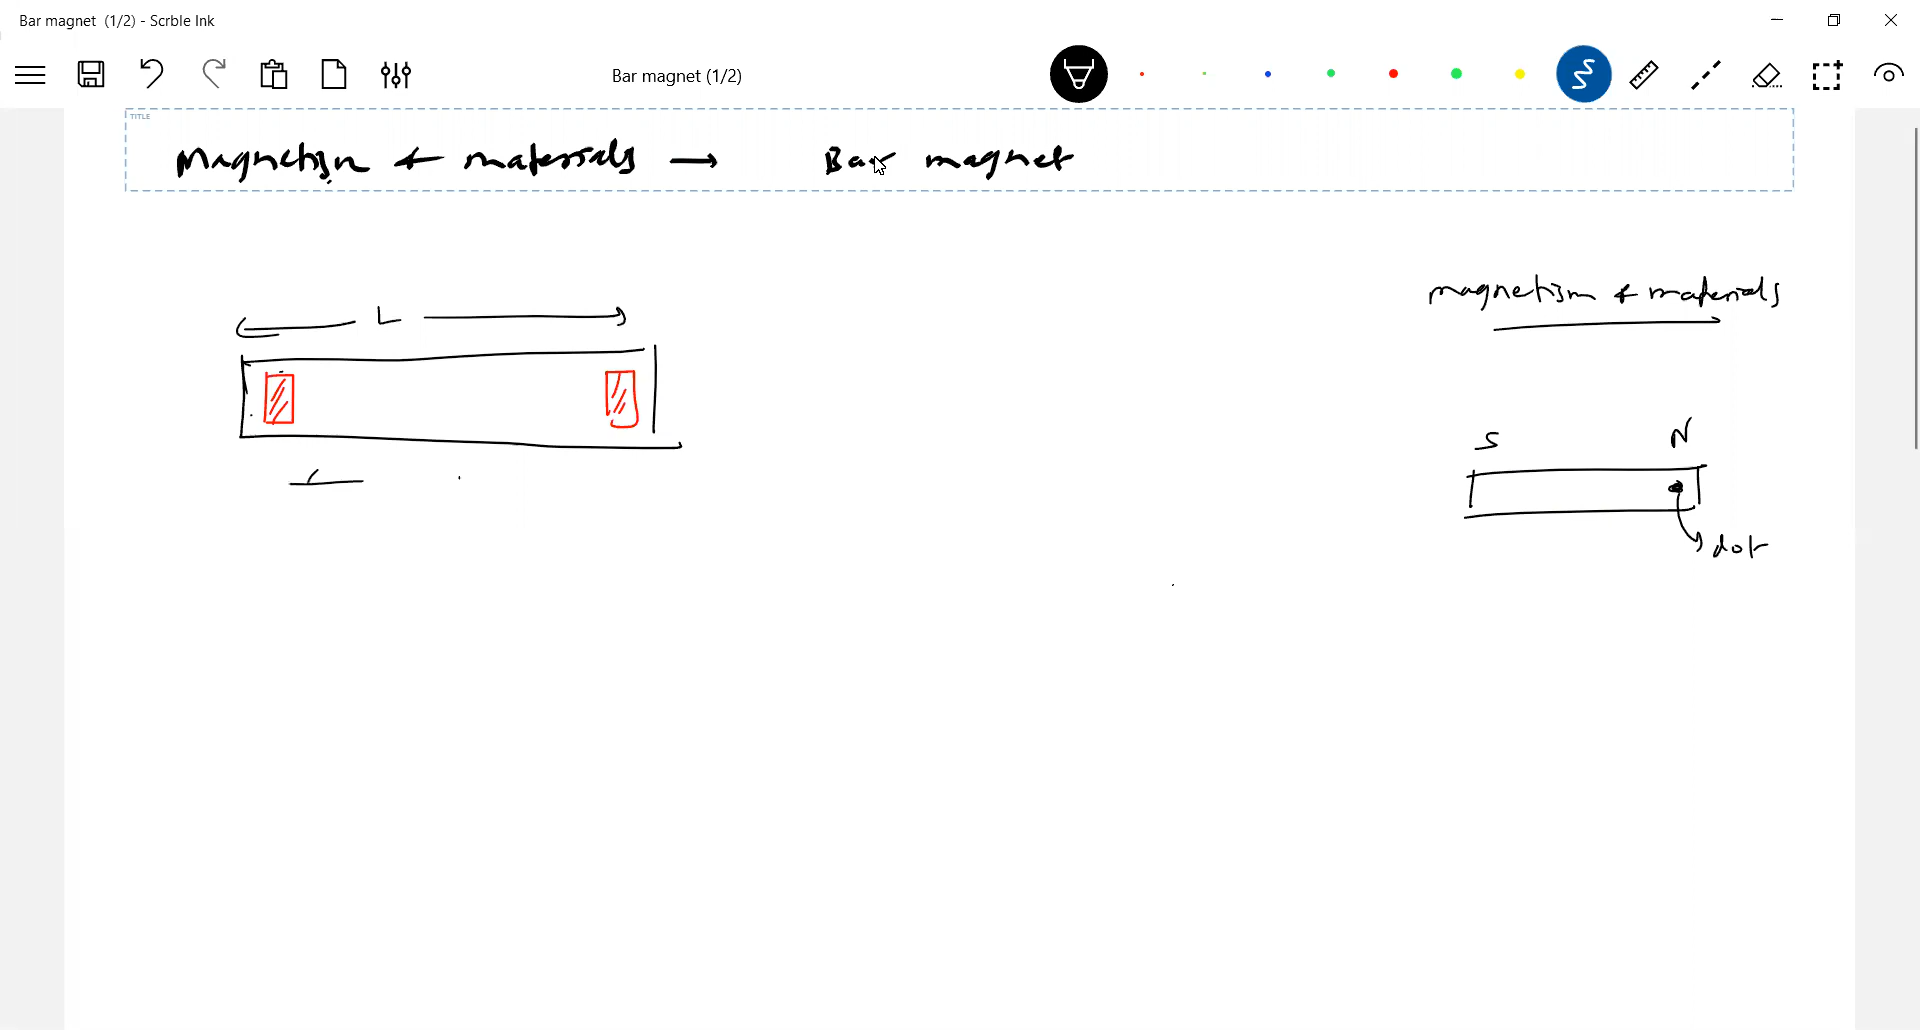 Bar magnet (1/2) - Scrble Ink
Bar magnet (1/2)
TITLE
Magnetism & materials → Bar magnet
magnetism & materials
L
S N
dot